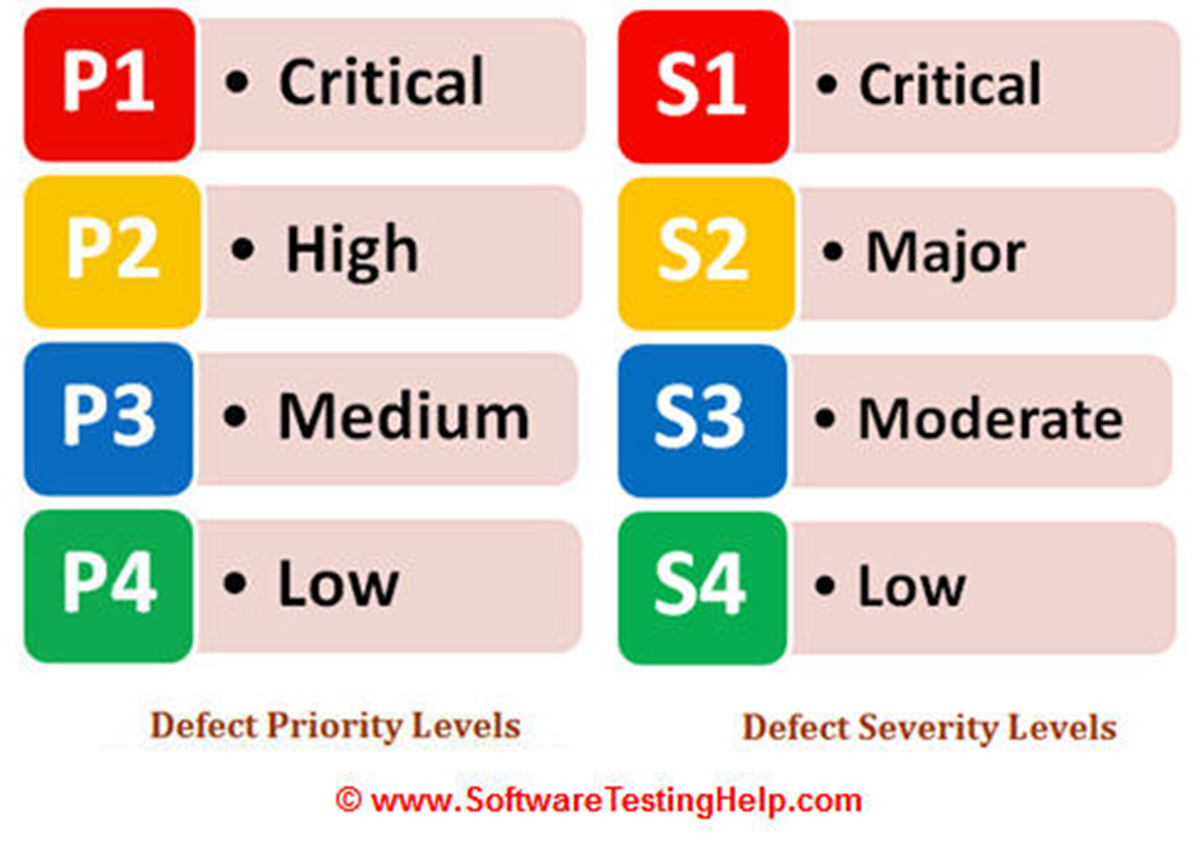 P1 • Critical
P2 • High
P3 • Medium
P4 • Low
Defect Priority Levels
S1 • Critical
S2 • Major
S3 • Moderate
S4 • Low
Defect Severity Levels
© www.SoftwareTestingHelp.com